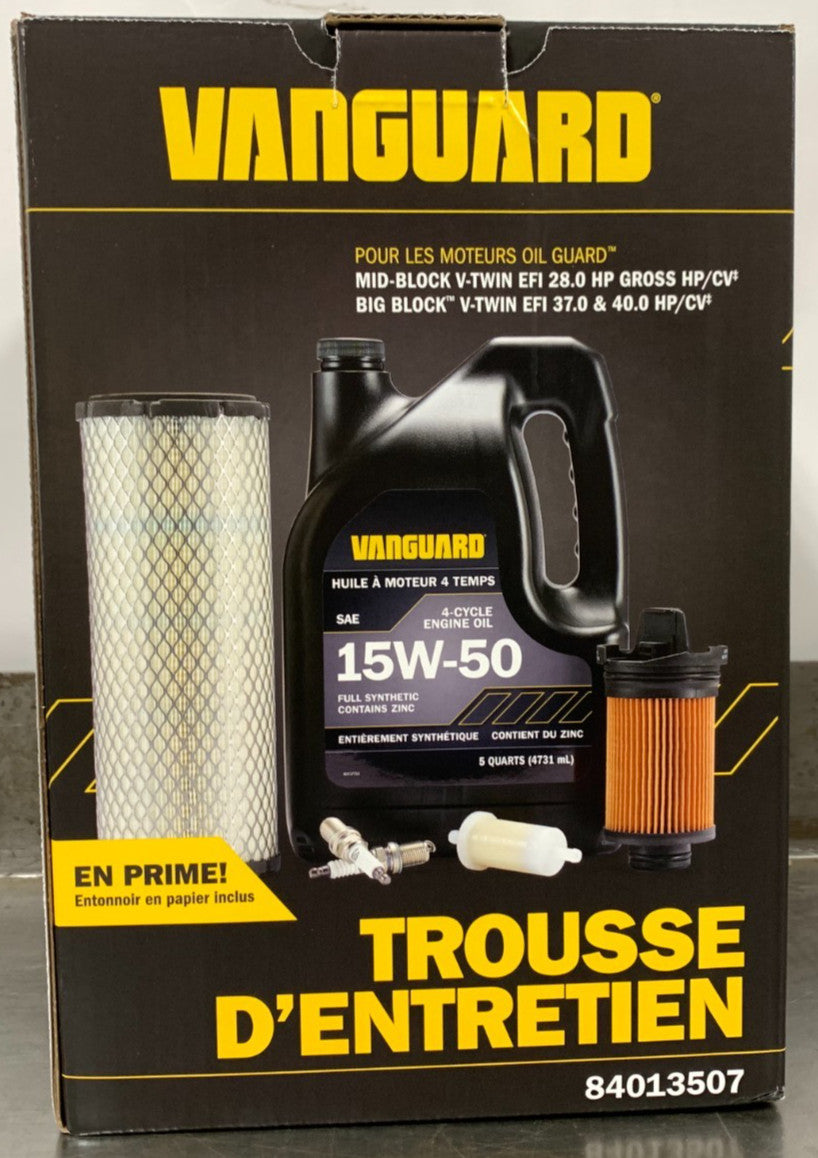 VANGUARD®
POUR LES MOTEURS OIL GUARD™
MID-BLOCK V-TWIN EFI 28.0 HP GROSS HP/CV‡
BIG BLOCK™ V-TWIN EFI 37.0 & 40.0 HP/CV‡
VANGUARD
HUILE À MOTEUR 4 TEMPS
SAE
4-CYCLE
ENGINE OIL
15W-50
FULL SYNTHETIC
CONTAINS ZINC
ENTIÈREMENT SYNTHÉTIQUE CONTIENT DU ZINC
5 QUARTS (4731 mL)
EN PRIME!
Entonnoir en papier inclus
TROUSSE
D'ENTRETIEN
84013507